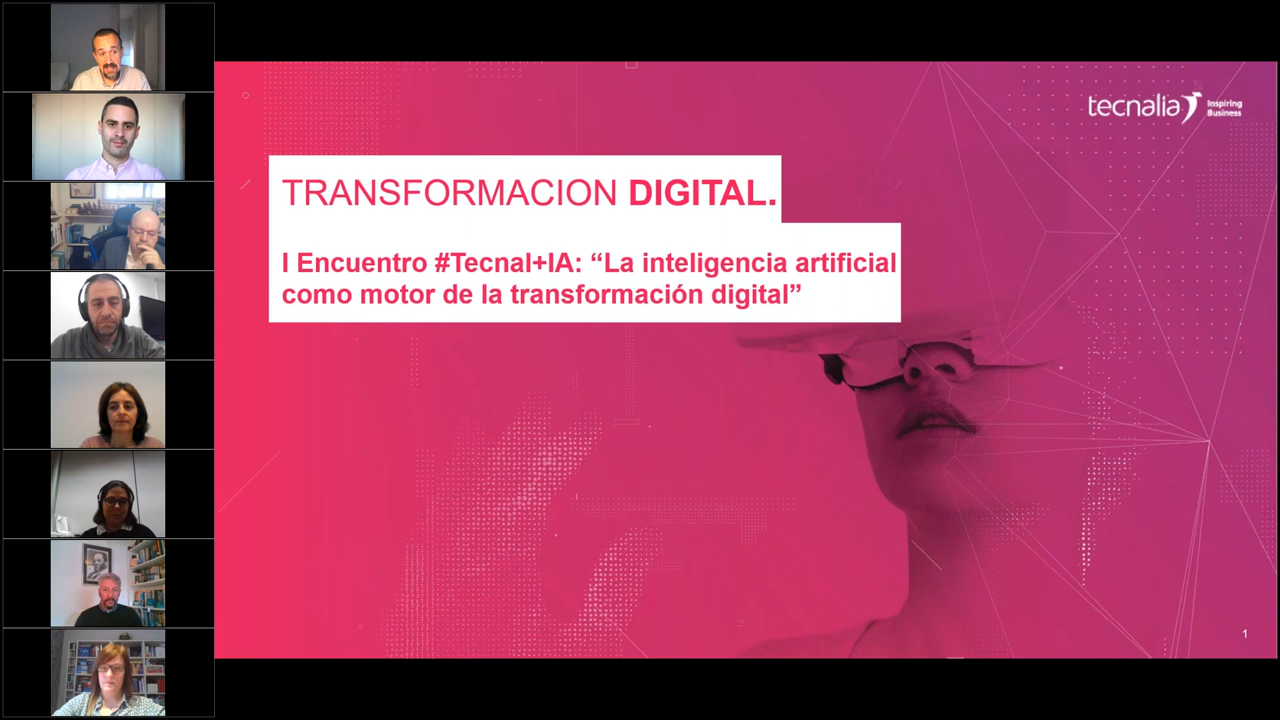 tecnalia Inspiring
Business
TRANSFORMACION DIGITAL.
I Encuentro #Tecnal+IA: “La inteligencia artificial
como motor de la transformación digital”
1